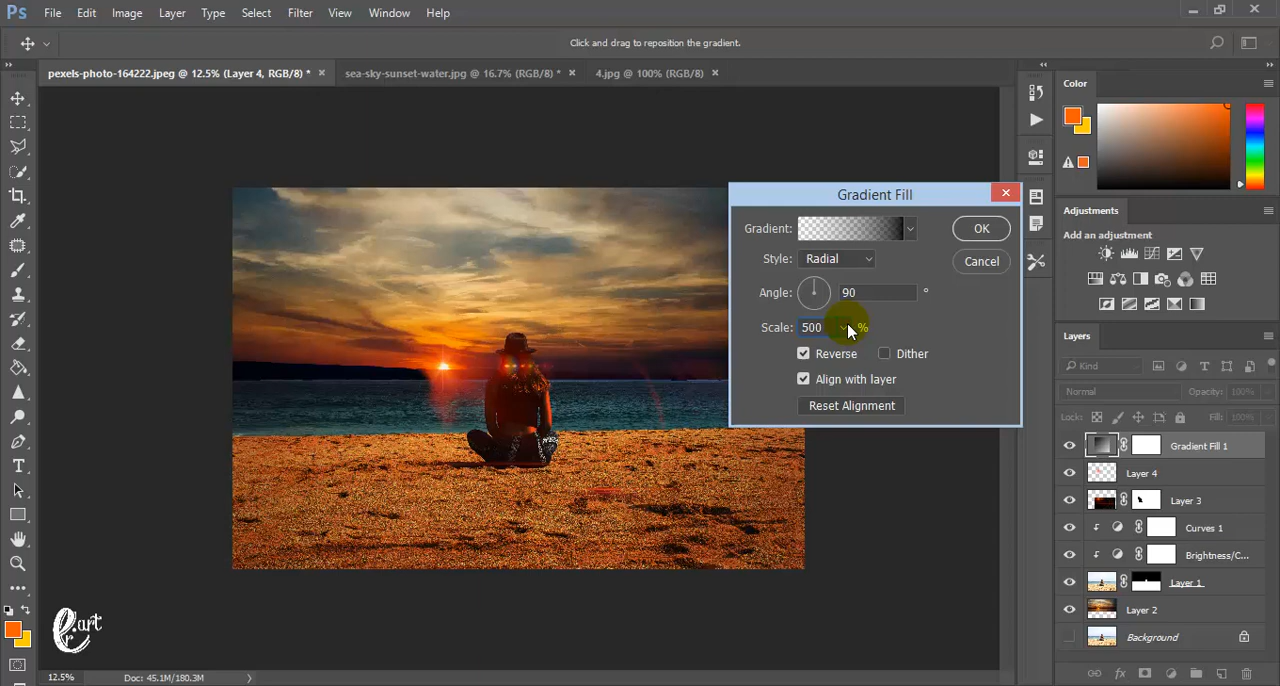 Ps File Edit Image Layer Type Select Filter View Window Help
Click and drag to reposition the gradient.
pexels-photo-164222.jpeg @ 12.5% (Layer 4, RGB/8) *
sea-sky-sunset-water.jpg @ 16.7% (RGB/8) *
4.jpg @ 100% (RGB/8)
Gradient Fill
Gradient:
OK
Style: Radial
Cancel
Angle: 90 °
Scale: 500 %
Reverse
Dither
Align with layer
Reset Alignment
Color
Adjustments
Add an adjustment
Layers
Kind
Normal
Opacity: 100%
Lock:
Fill: 100%
Gradient Fill 1
Layer 4
Layer 3
Curves 1
Brightness/C...
Layer 1
Layer 2
Background
art
12.5%
Doc: 45.1M/180.3M